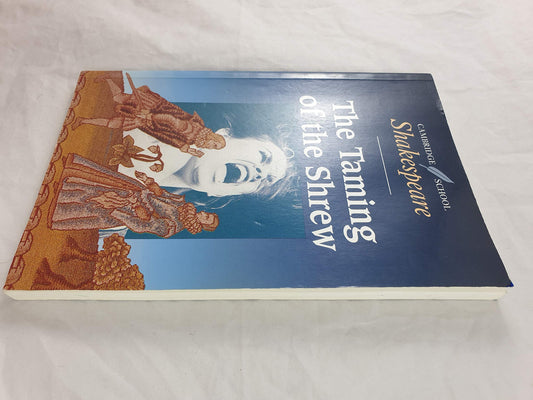 CAMBRIDGE SCHOOL
Shakespeare
The Taming
of the Shrew